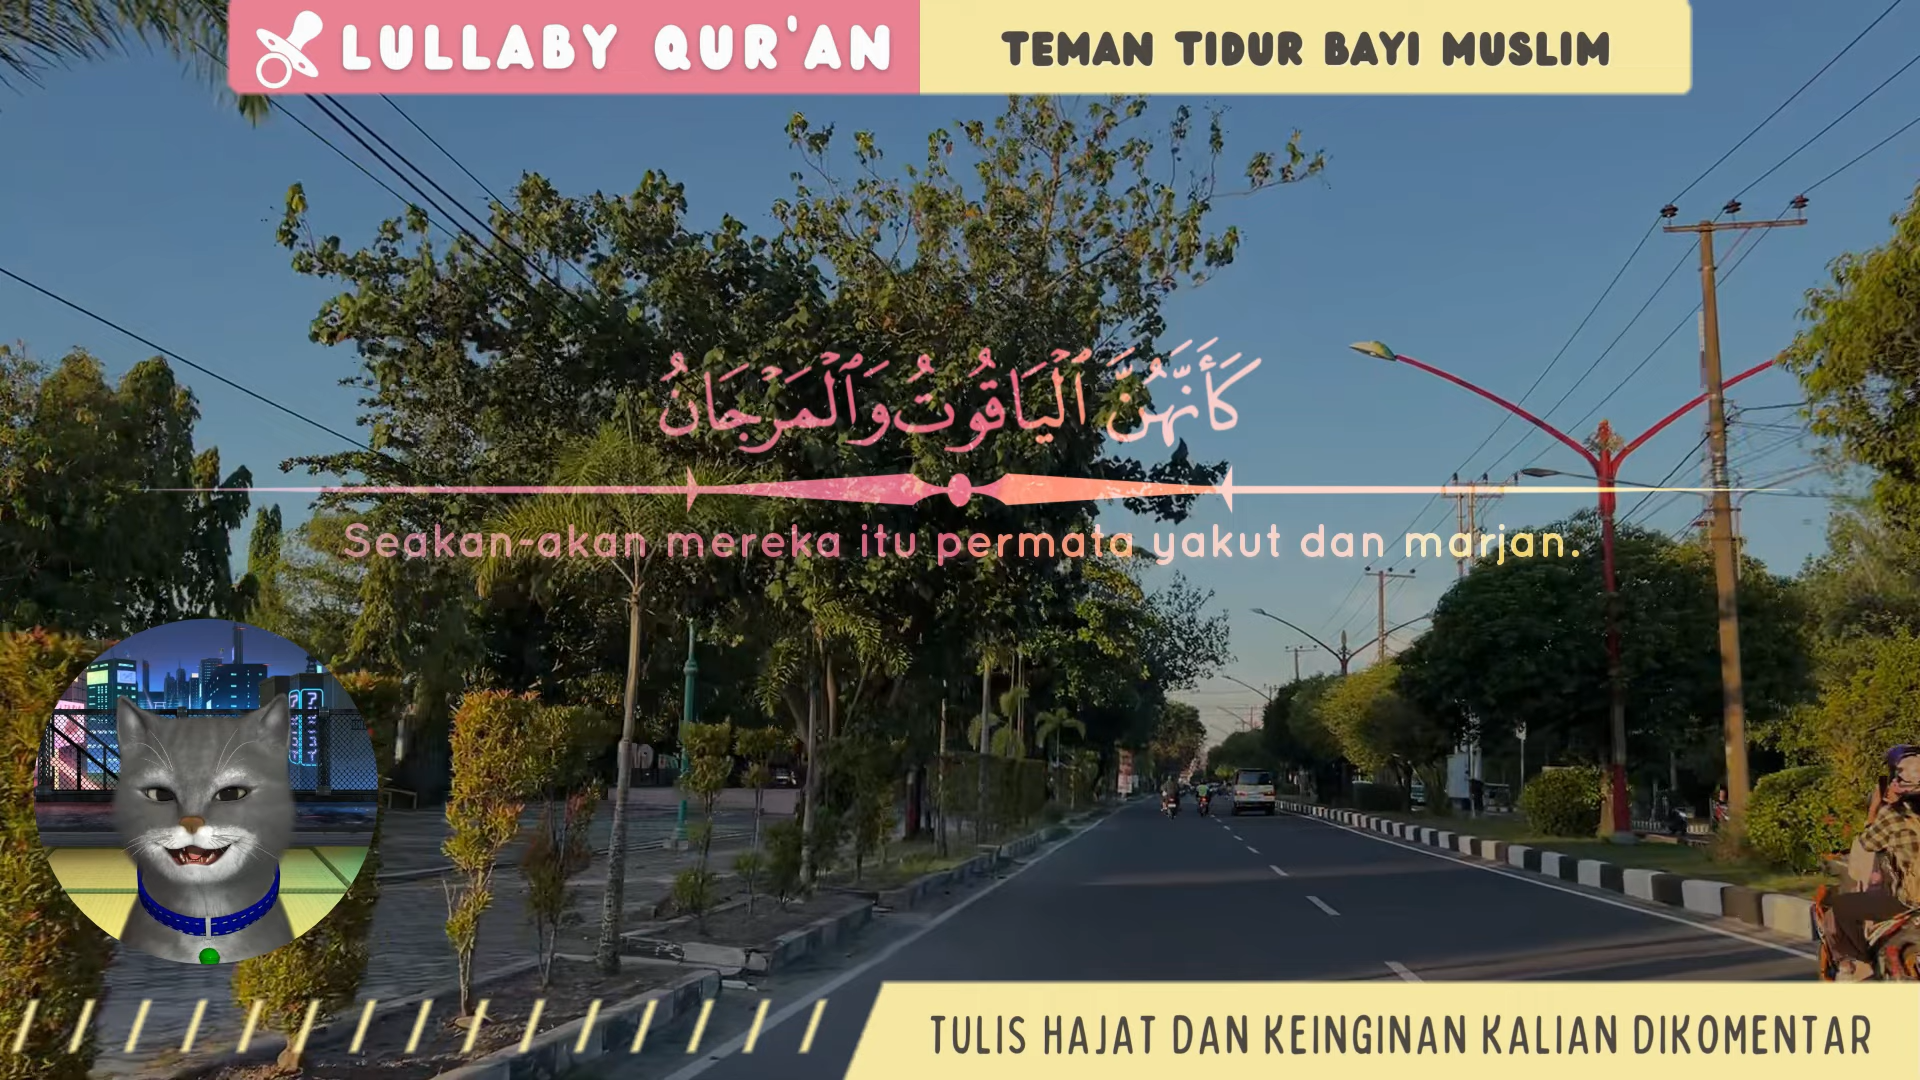 LULLABY QUR'AN
TEMAN TIDUR BAYI MUSLIM
كَأَنَّهُنَّ ٱلْيَاقُوتُ وَٱلْمَرْجَانُ
Seakan-akan mereka itu permata yakut dan marjan.
TULIS HAJAT DAN KEINGINAN KALIAN DIKOMENTAR